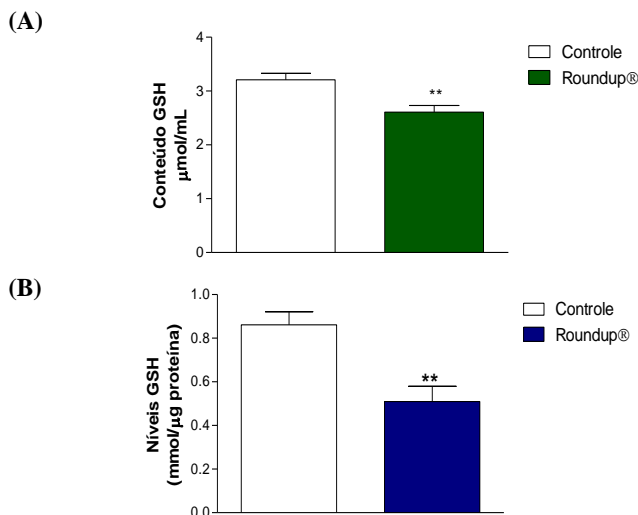 (A)
4
3
2
1
0
Conteúdo GSH
µmol/mL
**
Controle
Roundup®
(B)
1.0
0.8
0.6
0.4
0.2
0.0
Níveis GSH
(mmol/µg proteína)
**
Controle
Roundup®